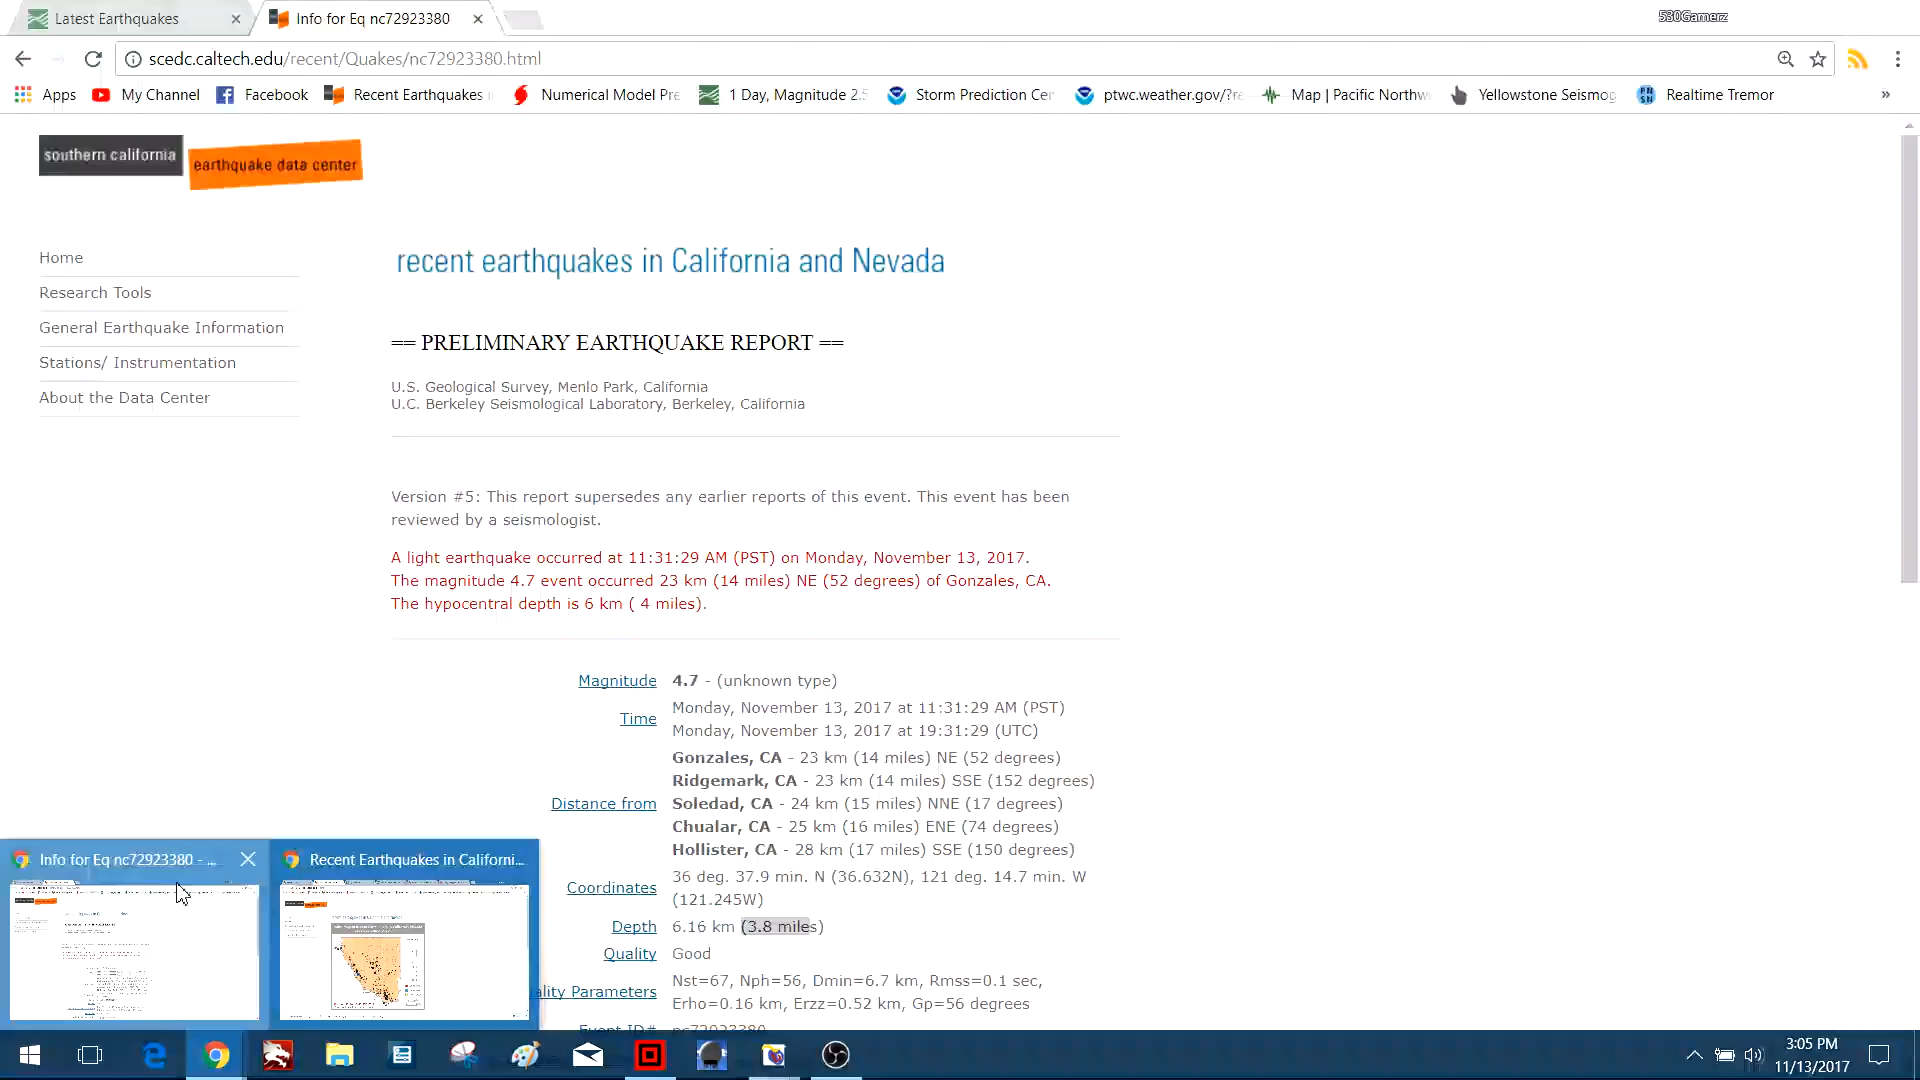 Latest Earthquakes
Info for Eq nc72923380
530Gamerz
scedc.caltech.edu/recent/Quakes/nc72923380.html
Apps
My Channel
Facebook
Recent Earthquakes
Numerical Model Pre
1 Day, Magnitude 2.5
Storm Prediction Cen
ptwc.weather.gov/?re
Map | Pacific Northw
Yellowstone Seismog
Realtime Tremor
»
southern california
earthquake data center
Home
Research Tools
General Earthquake Information
Stations/ Instrumentation
About the Data Center
recent earthquakes in California and Nevada
== PRELIMINARY EARTHQUAKE REPORT ==
U.S. Geological Survey, Menlo Park, California
U.C. Berkeley Seismological Laboratory, Berkeley, California
Version #5: This report supersedes any earlier reports of this event. This event has been
reviewed by a seismologist.
A light earthquake occurred at 11:31:29 AM (PST) on Monday, November 13, 2017.
The magnitude 4.7 event occurred 23 km (14 miles) NE (52 degrees) of Gonzales, CA.
The hypocentral depth is 6 km ( 4 miles).
Magnitude 4.7 - (unknown type)
Time Monday, November 13, 2017 at 11:31:29 AM (PST)
Monday, November 13, 2017 at 19:31:29 (UTC)
Distance from Gonzales, CA - 23 km (14 miles) NE (52 degrees)
Ridgemark, CA - 23 km (14 miles) SSE (152 degrees)
Soledad, CA - 24 km (15 miles) NNE (17 degrees)
Chualar, CA - 25 km (16 miles) ENE (74 degrees)
Hollister, CA - 28 km (17 miles) SSE (150 degrees)
Coordinates 36 deg. 37.9 min. N (36.632N), 121 deg. 14.7 min. W
(121.245W)
Depth 6.16 km (3.8 miles)
Quality Good
ality Parameters Nst=67, Nph=56, Dmin=6.7 km, Rmss=0.1 sec,
Erho=0.16 km, Erzz=0.52 km, Gp=56 degrees
Event ID# nc72923380
Info for Eq nc72923380 - ...
Recent Earthquakes in Californi...
3:05 PM
11/13/2017